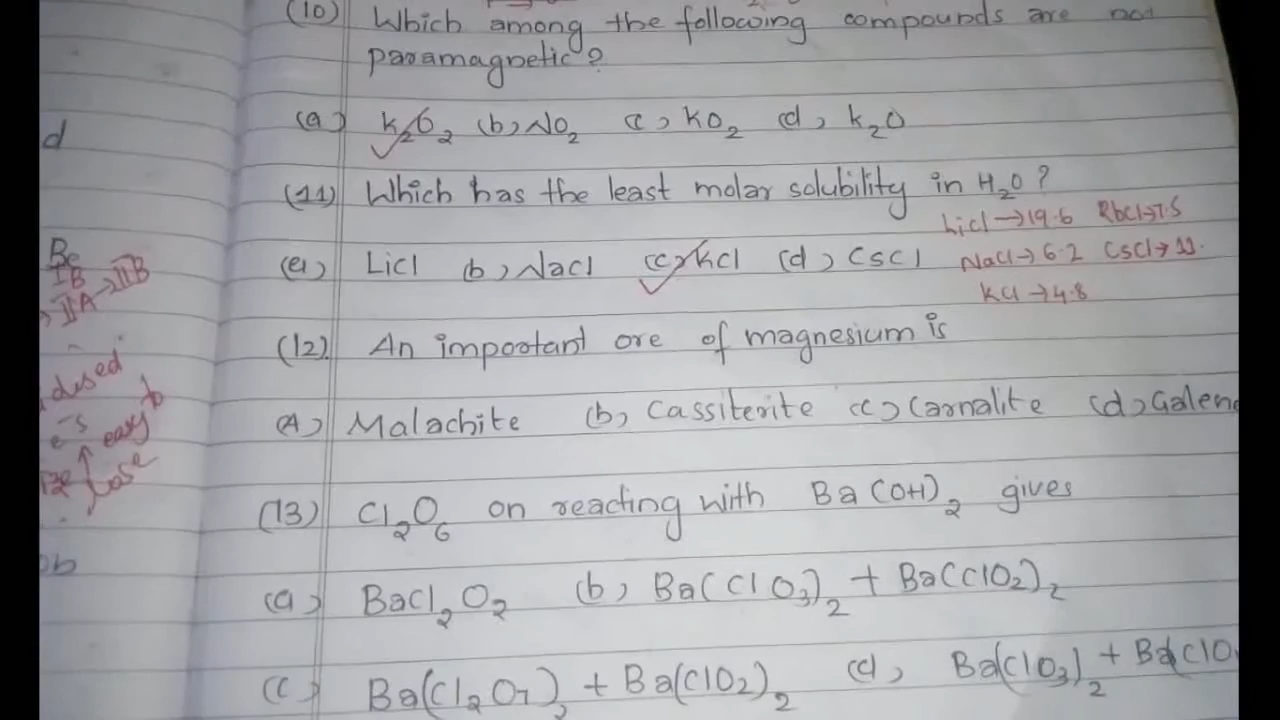 (10) Which among the following compounds are not
paramagnetic?
(a) K₂O₂ (b) NO₂ (c) KO₂ (d) K₂O
(11) Which has the least molar solubility in H₂O?
LiCl → 19.6 RbCl → 7.5
(a) LiCl (b) NaCl (c) KCl (d) CsCl
NaCl → 6.2 CsCl → 11.
KCl → 4.8
(12) An important ore of magnesium is
(A) Malachite (b) Cassiterite (c) Carnalite (d) Galen
(13) Cl₂O₆ on reacting with Ba(OH)₂ gives
(a) BaCl₂O₂ (b) Ba(ClO₃)₂ + Ba(ClO₂)₂
(c) Ba(Cl₂O₇)₂ + Ba(ClO₂)₂ (d) Ba(ClO₃)₂ + Ba(ClO
d
Be
IB
IIA → IIB
used
e⁻s
easy to
lose
b